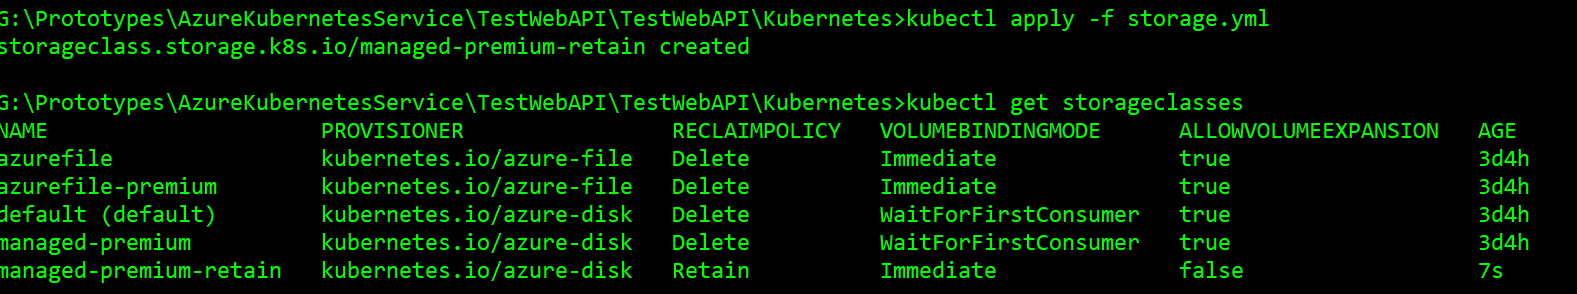 G:\Prototypes\AzureKubernetesService\TestWebAPI\TestWebAPI\Kubernetes>kubectl apply -f storage.yml
storageclass.storage.k8s.io/managed-premium-retain created
G:\Prototypes\AzureKubernetesService\TestWebAPI\TestWebAPI\Kubernetes>kubectl get storageclasses
NAME PROVISIONER RECLAIMPOLICY VOLUMEBINDINGMODE ALLOWVOLUMEEXPANSION AGE
azurefile kubernetes.io/azure-file Delete Immediate true 3d4h
azurefile-premium kubernetes.io/azure-file Delete Immediate true 3d4h
default (default) kubernetes.io/azure-disk Delete WaitForFirstConsumer true 3d4h
managed-premium kubernetes.io/azure-disk Delete WaitForFirstConsumer true 3d4h
managed-premium-retain kubernetes.io/azure-disk Retain Immediate false 7s